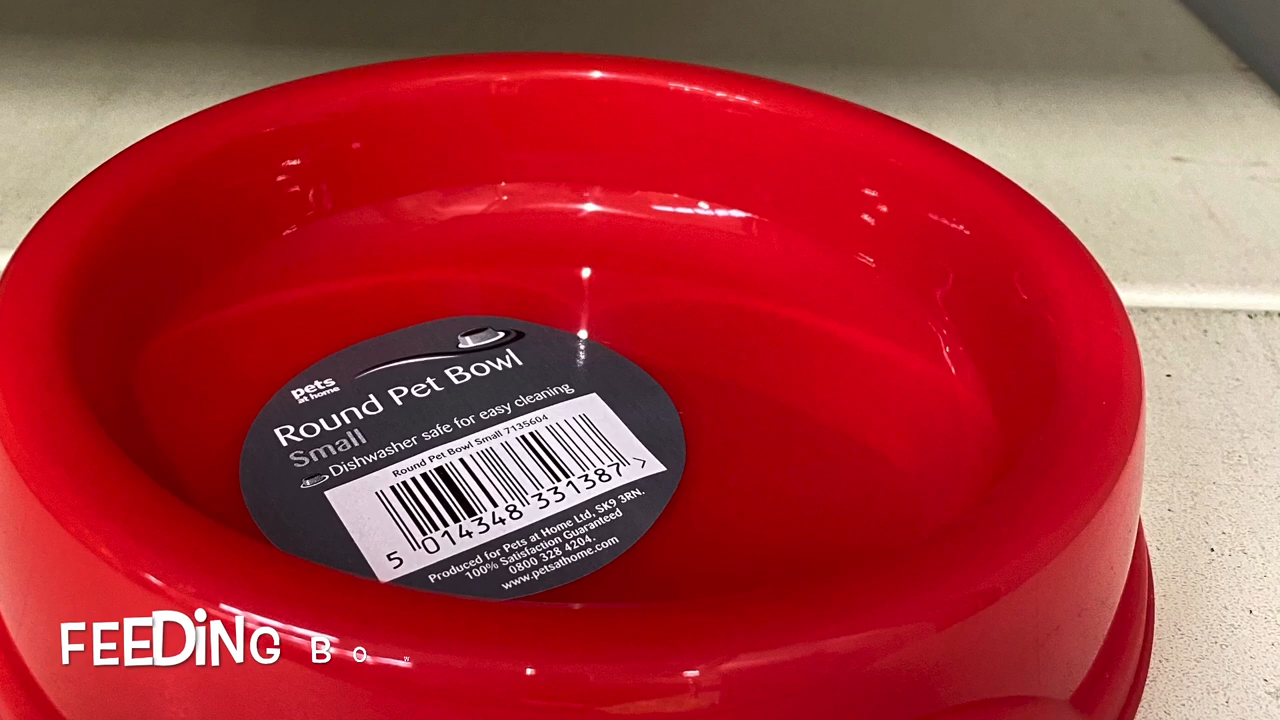 pets
at home
Round Pet Bowl
Small
Dishwasher safe for easy cleaning
Round Pet Bowl Small 7135604
5 014348 331387 >
Produced for Pets at Home Ltd, SK9 3RN.
100% Satisfaction Guaranteed
0800 328 4204.
www.petsathome.com
FEEDiNG Bow